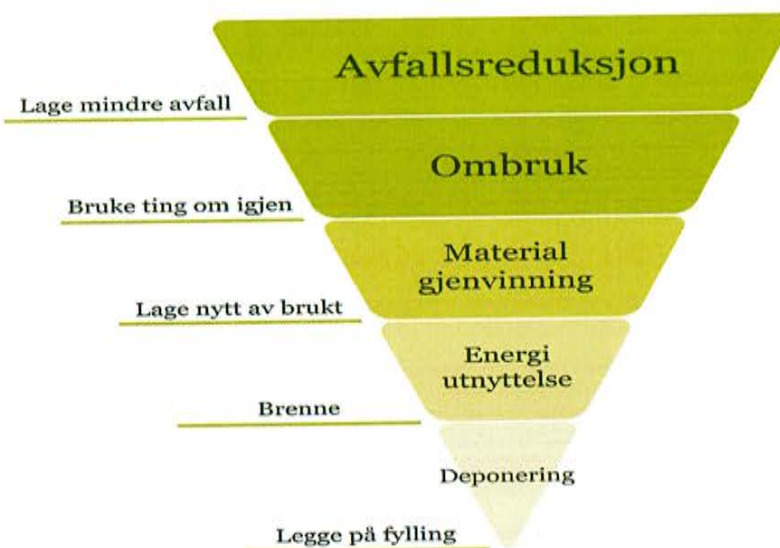 Avfallsreduksjon
Lage mindre avfall
Ombruk
Bruke ting om igjen
Material
gjenvinning
Lage nytt av brukt
Energi
utnyttelse
Brenne
Deponering
Legge på fylling